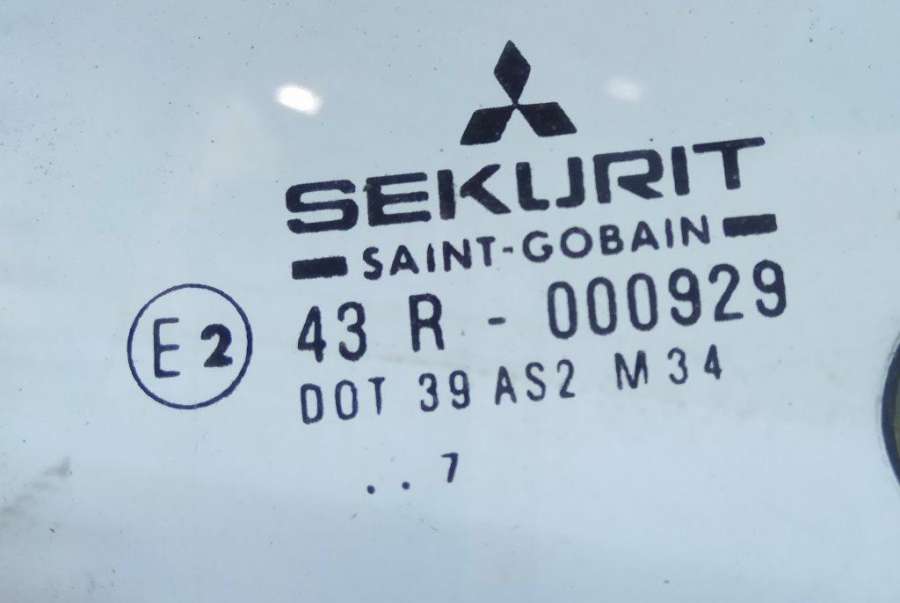 SEKURIT
SAINT-GOBAIN
E2
43 R - 000929
DOT 39 AS2 M34
..7